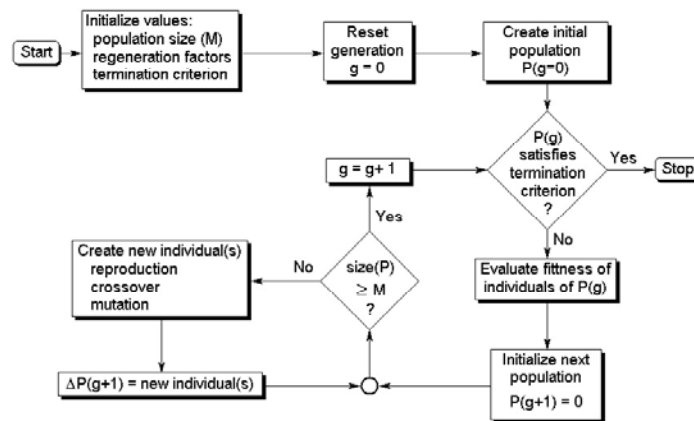 Start
Initialize values:
population size (M)
regeneration factors
termination criterion
Reset
generation
g = 0
Create initial
population
P(g=0)
P(g)
satisfies
termination
criterion
?
Yes
Stop
No
Evaluate fittness of
individuals of P(g)
Initialize next
population
P(g+1) = 0
g = g+ 1
Yes
size(P)
≥ M
?
No
Create new individual(s)
reproduction
crossover
mutation
ΔP(g+1) = new individual(s)